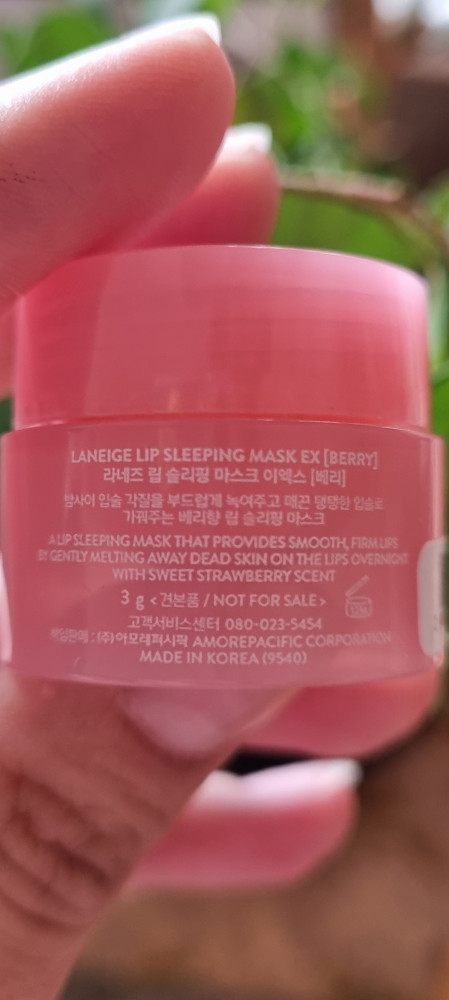 LANEIGE LIP SLEEPING MASK EX [BERRY]
라네즈 립 슬리핑 마스크 이엑스 [베리]
밤사이 입술 각질을 부드럽게 녹여주고 매끈 탱탱한 입술로
가꿔주는 베리향 립 슬리핑 마스크
A LIP SLEEPING MASK THAT PROVIDES SMOOTH, FIRM LIPS
BY GENTLY MELTING AWAY DEAD SKIN ON THE LIPS OVERNIGHT
WITH SWEET STRAWBERRY SCENT
3 g <견본품 / NOT FOR SALE>
고객서비스센터 080-023-5454
책임판매 : (주)아모레퍼시픽 AMOREPACIFIC CORPORATION
MADE IN KOREA (9540)